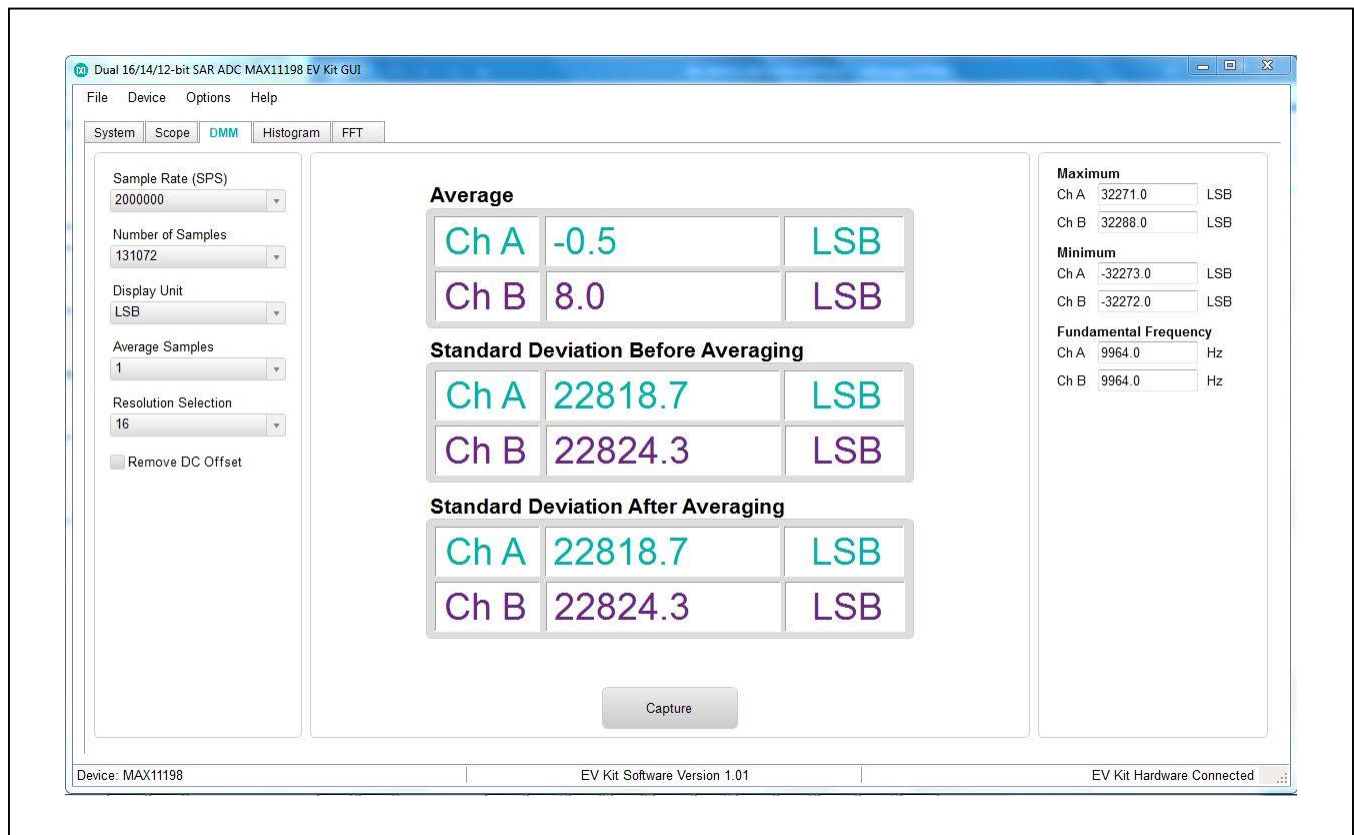 Dual 16/14/12-bit SAR ADC MAX11198 EV Kit GUI
File Device Options Help
System Scope DMM Histogram FFT
Sample Rate (SPS)
2000000
Number of Samples
131072
Display Unit
LSB
Average Samples
1
Resolution Selection
16
Remove DC Offset
Average
Ch A -0.5 LSB
Ch B 8.0 LSB
Standard Deviation Before Averaging
Ch A 22818.7 LSB
Ch B 22824.3 LSB
Standard Deviation After Averaging
Ch A 22818.7 LSB
Ch B 22824.3 LSB
Capture
Maximum
Ch A 32271.0 LSB
Ch B 32288.0 LSB
Minimum
Ch A -32273.0 LSB
Ch B -32272.0 LSB
Fundamental Frequency
Ch A 9964.0 Hz
Ch B 9964.0 Hz
Device: MAX11198 EV Kit Software Version 1.01 EV Kit Hardware Connected